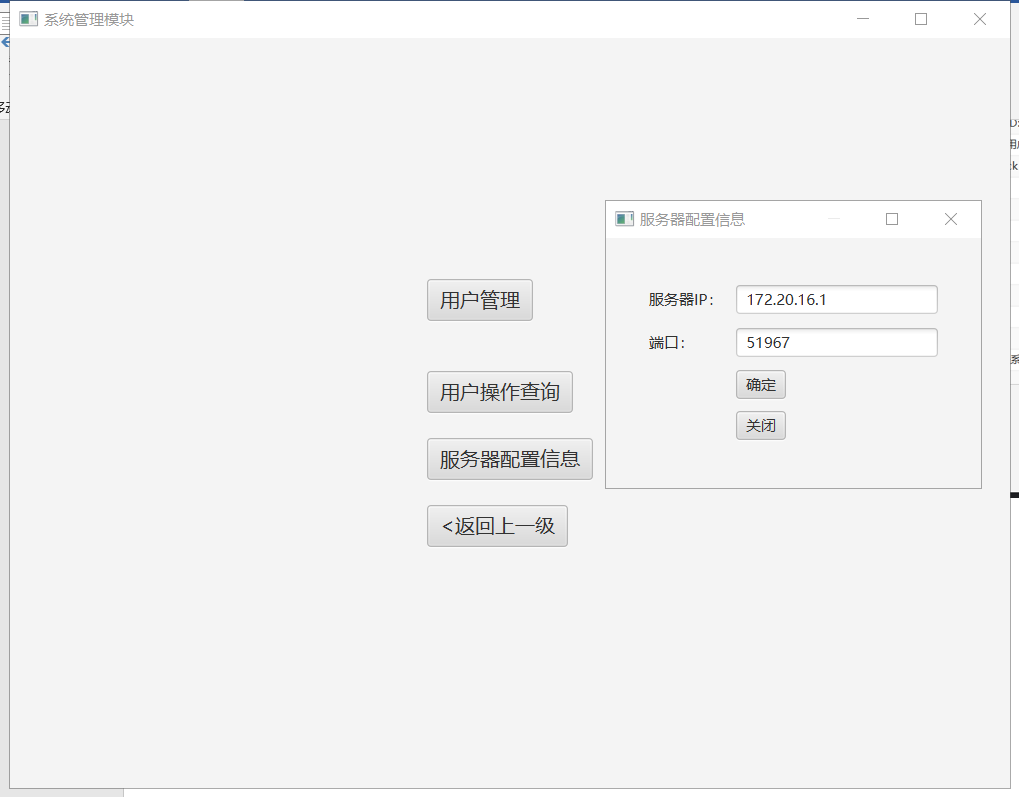 系统管理模块
服务器配置信息
服务器IP：
172.20.16.1
端口：
51967
确定
关闭
用户管理
用户操作查询
服务器配置信息
<返回上一级